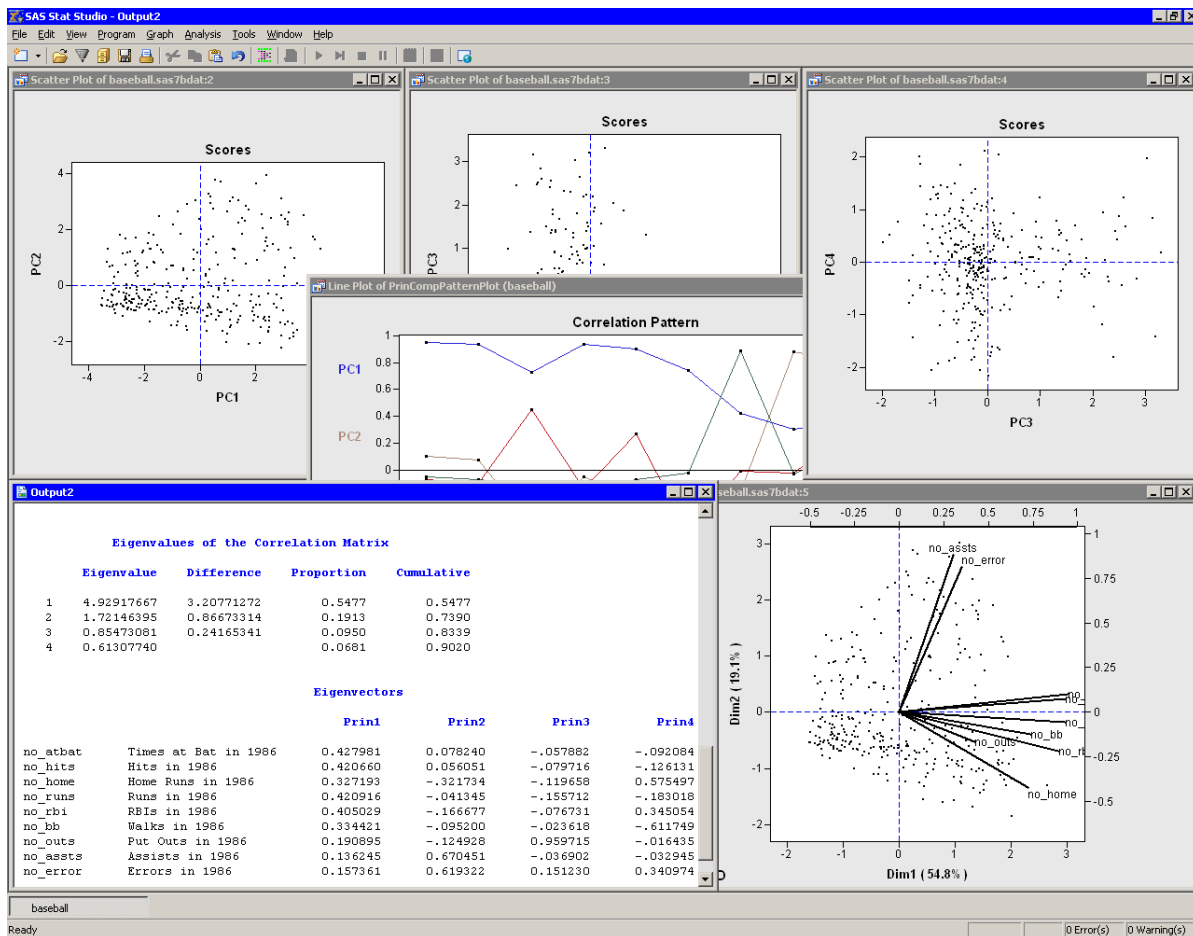 SAS Stat Studio - Output2
File Edit View Program Graph Analysis Tools Window Help
Scatter Plot of baseball.sas7bdat:2
Scores
4
2
0
-2
PC2
-4 -2 0 2
PC1
Scatter Plot of baseball.sas7bdat:3
Scores
3
2
1
PC3
Scatter Plot of baseball.sas7bdat:4
Scores
2
1
0
-1
-2
PC4
-2 -1 0 1 2 3
PC3
Line Plot of PrinCompPatternPlot (baseball)
Correlation Pattern
PC1
PC2
1
0.8
0.6
0.4
0.2
0
Output2
Eigenvalues of the Correlation Matrix
Eigenvalue Difference Proportion Cumulative
1 4.92917667 3.20771272 0.5477 0.5477
2 1.72146395 0.86673314 0.1913 0.7390
3 0.85473081 0.24165341 0.0950 0.8339
4 0.61307740 0.0681 0.9020
Eigenvectors
Prin1 Prin2 Prin3 Prin4
no_atbat Times at Bat in 1986 0.427981 0.078240 -.057882 -.092084
no_hits Hits in 1986 0.420660 0.056051 -.079716 -.126131
no_home Home Runs in 1986 0.327193 -.321734 -.119658 0.575497
no_runs Runs in 1986 0.420916 -.041345 -.155712 -.183018
no_rbi RBIs in 1986 0.405029 -.166677 -.076731 0.345054
no_bb Walks in 1986 0.334421 -.095200 -.023618 -.611749
no_outs Put Outs in 1986 0.190895 -.124928 0.959715 -.016435
no_assts Assists in 1986 0.136245 0.670451 -.036902 -.032945
no_error Errors in 1986 0.157361 0.619322 0.151230 0.340974
seball.sas7bdat:5
-0.5 -0.25 0 0.25 0.5 0.75 1
3
2
1
0
-1
-2
Dim2 ( 19.1% )
no_assts
no_error
no_
no_
no_bb
no_outs
no_home
1
0.75
0.5
0.25
0
-0.25
-0.5
-2 -1 0 1 2 3
Dim1 ( 54.8% )
baseball
Ready
0 Error(s) 0 Warning(s)